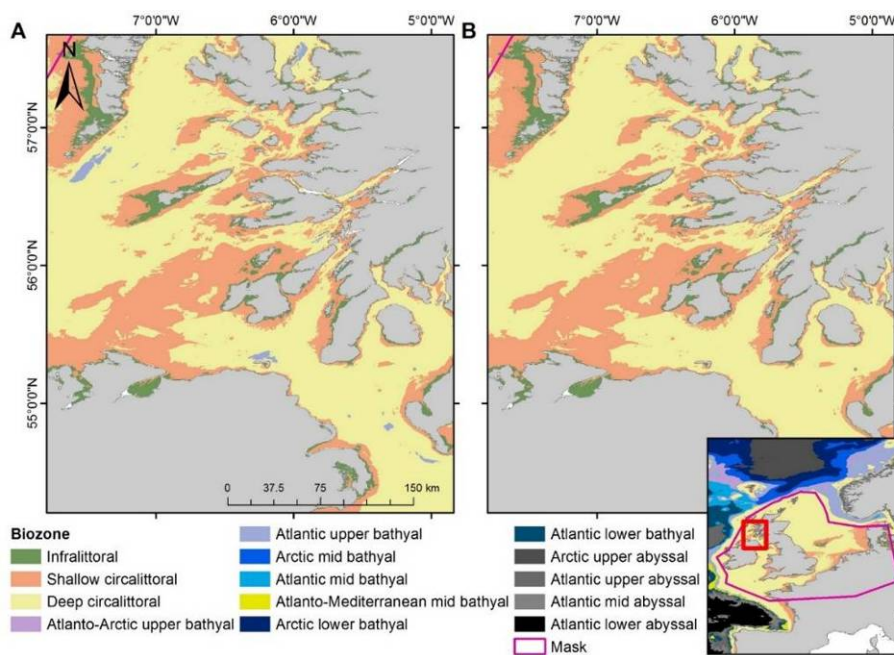 7°0'0"W 6°0'0"W 5°0'0"W 7°0'0"W 6°0'0"W 5°0'0"W
A B
N
57°0'0"N
56°0'0"N
55°0'0"N
0 37.5 75 150 km
Biozone
Infralittoral
Shallow circalittoral
Deep circalittoral
Atlanto-Arctic upper bathyal
Atlantic upper bathyal
Arctic mid bathyal
Atlantic mid bathyal
Atlanto-Mediterranean mid bathyal
Arctic lower bathyal
Atlantic lower bathyal
Arctic upper abyssal
Atlantic upper abyssal
Atlantic mid abyssal
Atlantic lower abyssal
Mask